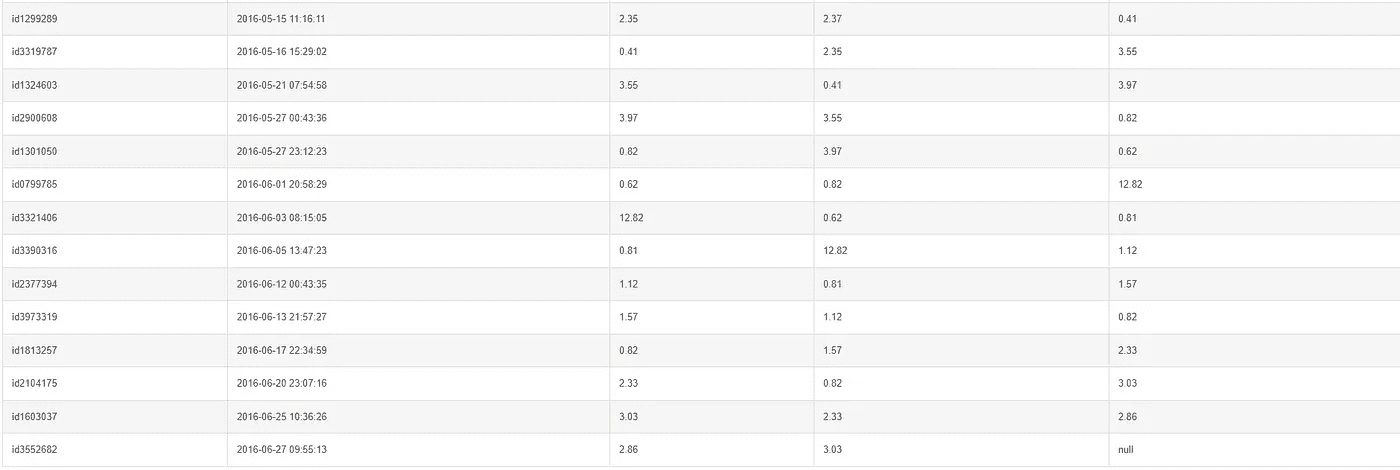 id1299289 2016-05-15 11:16:11 2.35 2.37 0.41
id3319787 2016-05-16 15:29:02 0.41 2.35 3.55
id1324603 2016-05-21 07:54:58 3.55 0.41 3.97
id2900608 2016-05-27 00:43:36 3.97 3.55 0.82
id1301050 2016-05-27 23:12:23 0.82 3.97 0.62
id0799785 2016-06-01 20:58:29 0.62 0.82 12.82
id3321406 2016-06-03 08:15:05 12.82 0.62 0.81
id3390316 2016-06-05 13:47:23 0.81 12.82 1.12
id2377394 2016-06-12 00:43:35 1.12 0.81 1.57
id3973319 2016-06-13 21:57:27 1.57 1.12 0.82
id1813257 2016-06-17 22:34:59 0.82 1.57 2.33
id2104175 2016-06-20 23:07:16 2.33 0.82 3.03
id1603037 2016-06-25 10:36:26 3.03 2.33 2.86
id3552682 2016-06-27 09:55:13 2.86 3.03 null